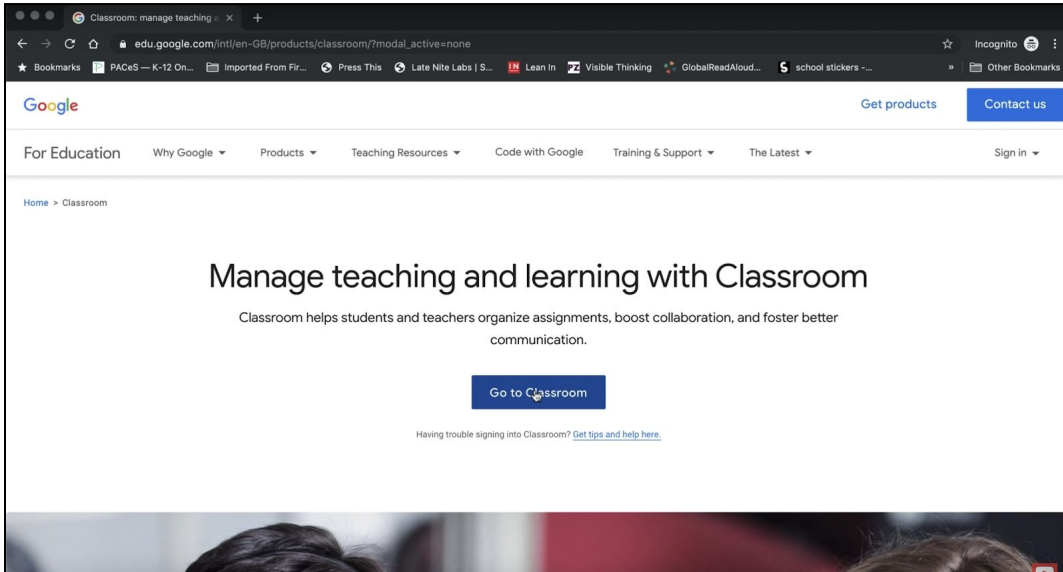 Classroom: manage teaching a
edu.google.com/intl/en-GB/products/classroom/?modal_active=none
Incognito
Bookmarks PACeS — K-12 On... Imported From Fir... Press This Late Nite Labs | S... Lean In Visible Thinking GlobalReadAloud... school stickers -... » Other Bookmarks
Google Get products Contact us
For Education Why Google Products Teaching Resources Code with Google Training & Support The Latest Sign in
Home > Classroom
Manage teaching and learning with Classroom
Classroom helps students and teachers organize assignments, boost collaboration, and foster better
communication.
Go to Classroom
Having trouble signing into Classroom? Get tips and help here.